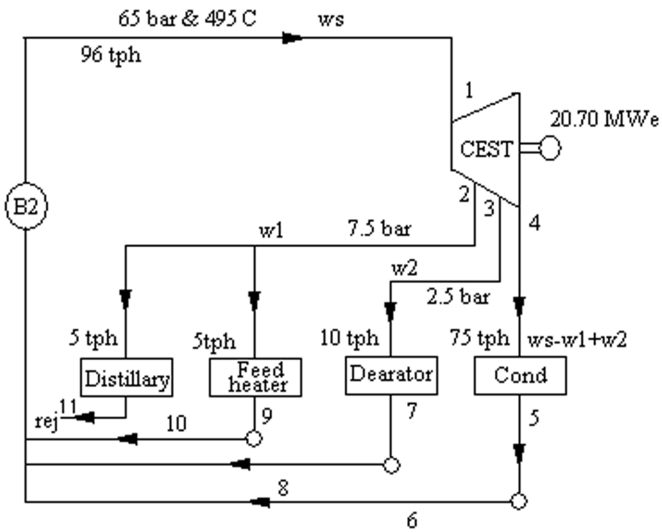 65 bar & 495 C
ws
96 tph
1
20.70 MWe
CEST
B2
2
3
4
w1
7.5 bar
w2
2.5 bar
5 tph
5tph
10 tph
75 tph
ws-w1+w2
Distillary
Feed
heater
Dearator
Cond
11
rej
10
9
7
5
8
6